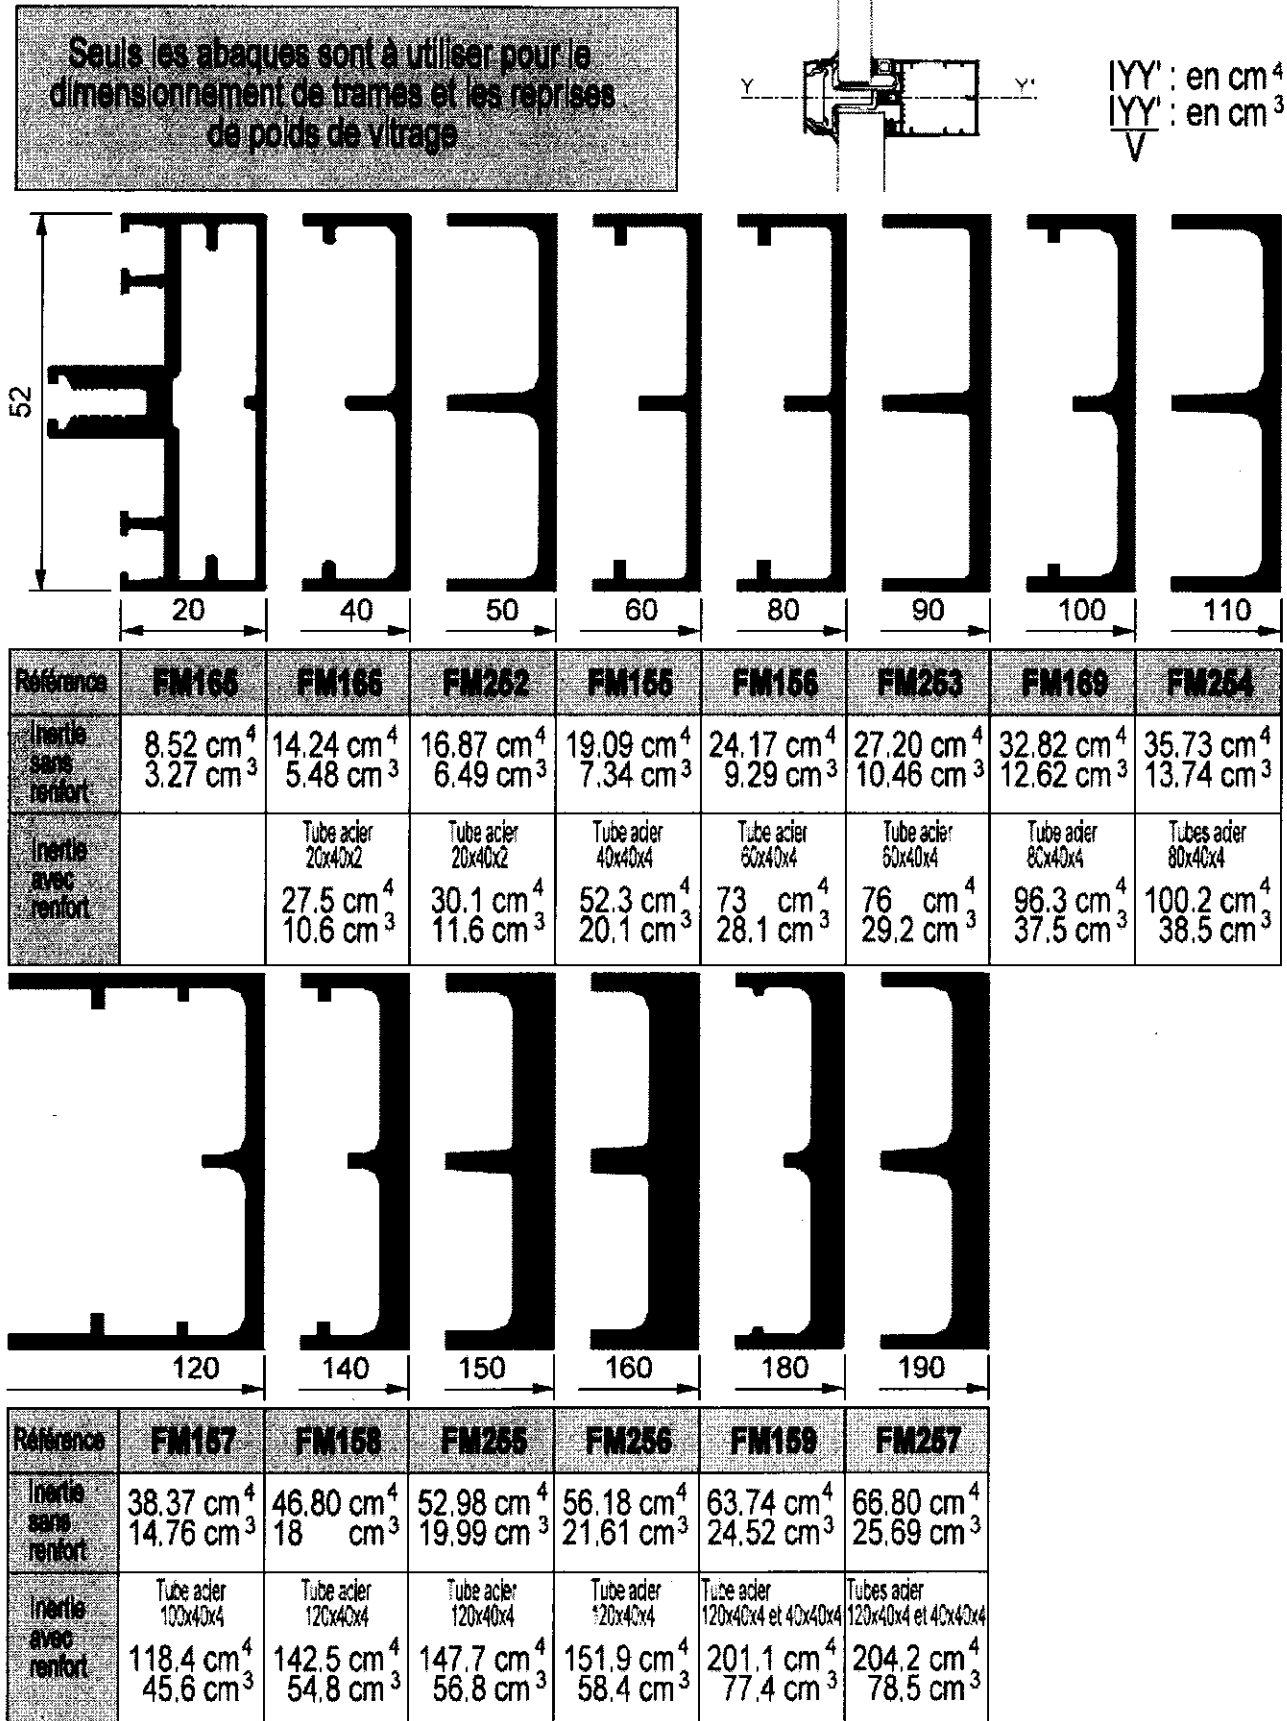 Seuls les abaques sont à utiliser pour le
dimensionnement de trames et les reprises
de poids de vitrage
Y Y'
IYY' : en cm⁴
IYY' : en cm³
V
52
20 40 50 60 80 90 100 110
Référence FM165 FM166 FM252 FM155 FM156 FM253 FM169 FM254
Inertie sans renfort
8.52 cm⁴ 14.24 cm⁴ 16.87 cm⁴ 19.09 cm⁴ 24.17 cm⁴ 27.20 cm⁴ 32.82 cm⁴ 35.73 cm⁴
3.27 cm³ 5.48 cm³ 6.49 cm³ 7.34 cm³ 9.29 cm³ 10.46 cm³ 12.62 cm³ 13.74 cm³
Inertie avec renfort
Tube acier Tube acier Tube acier Tube acier Tube acier Tube acier Tubes acier
20x40x2 20x40x2 40x40x4 60x40x4 60x40x4 80x40x4 80x40x4
27.5 cm⁴ 30.1 cm⁴ 52.3 cm⁴ 73 cm⁴ 76 cm⁴ 96.3 cm⁴ 100.2 cm⁴
10.6 cm³ 11.6 cm³ 20.1 cm³ 28.1 cm³ 29.2 cm³ 37.5 cm³ 38.5 cm³
120 140 150 160 180 190
Référence FM157 FM158 FM255 FM256 FM159 FM257
Inertie sans renfort
38.37 cm⁴ 46.80 cm⁴ 52.98 cm⁴ 56.18 cm⁴ 63.74 cm⁴ 66.80 cm⁴
14.76 cm³ 18 cm³ 19.99 cm³ 21.61 cm³ 24.52 cm³ 25.69 cm³
Inertie avec renfort
Tube acier Tube acier Tube acier Tube acier Tube acier Tubes acier
100x40x4 120x40x4 120x40x4 120x40x4 120x40x4 et 40x40x4 120x40x4 et 40x40x4
118.4 cm⁴ 142.5 cm⁴ 147.7 cm⁴ 151.9 cm⁴ 201.1 cm⁴ 204.2 cm⁴
45.6 cm³ 54.8 cm³ 56.8 cm³ 58.4 cm³ 77.4 cm³ 78.5 cm³